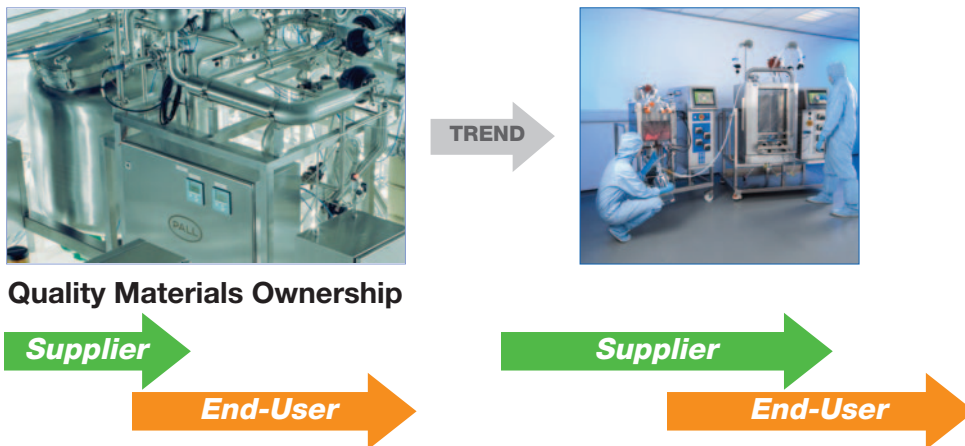 TREND
PALL
Quality Materials Ownership
Supplier
Supplier
End-User
End-User